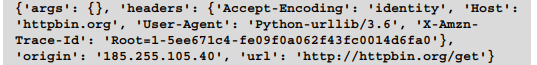 {'args': {}, 'headers': {'Accept-Encoding': 'identity', 'Host':
'httpbin.org', 'User-Agent': 'Python-urllib/3.6', 'X-Amzn-
Trace-Id': 'Root=1-5ee671c4-fe09f0a062f43fc0014d6fa0'},
'origin': '185.255.105.40', 'url': 'http://httpbin.org/get'}